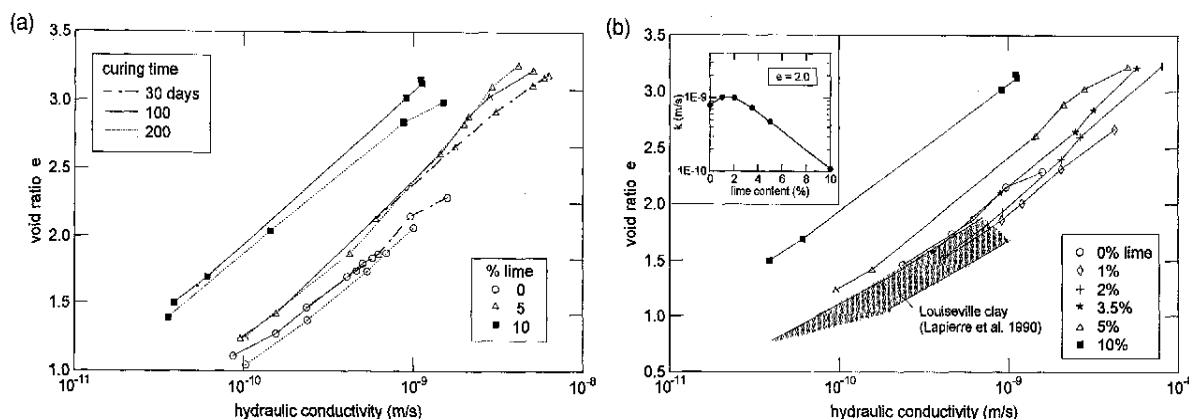 (a)
3.5
3.0
2.5
2.0
1.5
1.0
void ratio e
curing time
30 days
100
200
% lime
0
5
10
10-11
10-10
10-9
10-8
hydraulic conductivity (m/s)
(b)
3.5
3.0
2.5
2.0
1.5
1.0
0.5
void ratio e
e = 2.0
1E-9
k (m/s)
1E-10
0 2 4 6 8 10
lime content (%)
Louiseville clay
(Lapierre et al. 1990)
0% lime
1%
2%
3.5%
5%
10%
10-11
10-10
10-9
10-8
hydraulic conductivity (m/s)